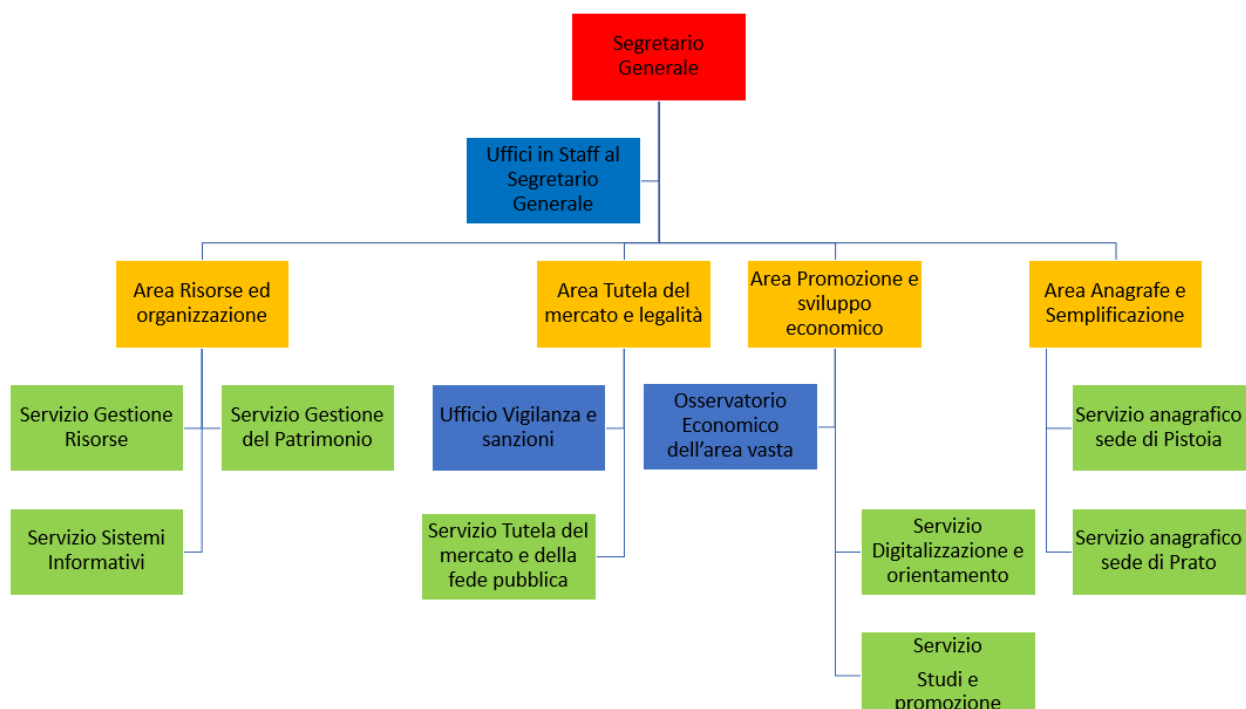 Segretario
Generale
Uffici in Staff al
Segretario
Generale
Area Risorse ed
organizzazione
Area Tutela del
mercato e legalità
Area Promozione e
sviluppo
economico
Area Anagrafe e
Semplificazione
Servizio Gestione
Risorse
Servizio Gestione
del Patrimonio
Ufficio Vigilanza e
sanzioni
Osservatorio
Economico
dell’area vasta
Servizio anagrafico
sede di Pistoia
Servizio Sistemi
Informativi
Servizio Tutela del
mercato e della
fede pubblica
Servizio
Digitalizzazione e
orientamento
Servizio anagrafico
sede di Prato
Servizio
Studi e
promozione